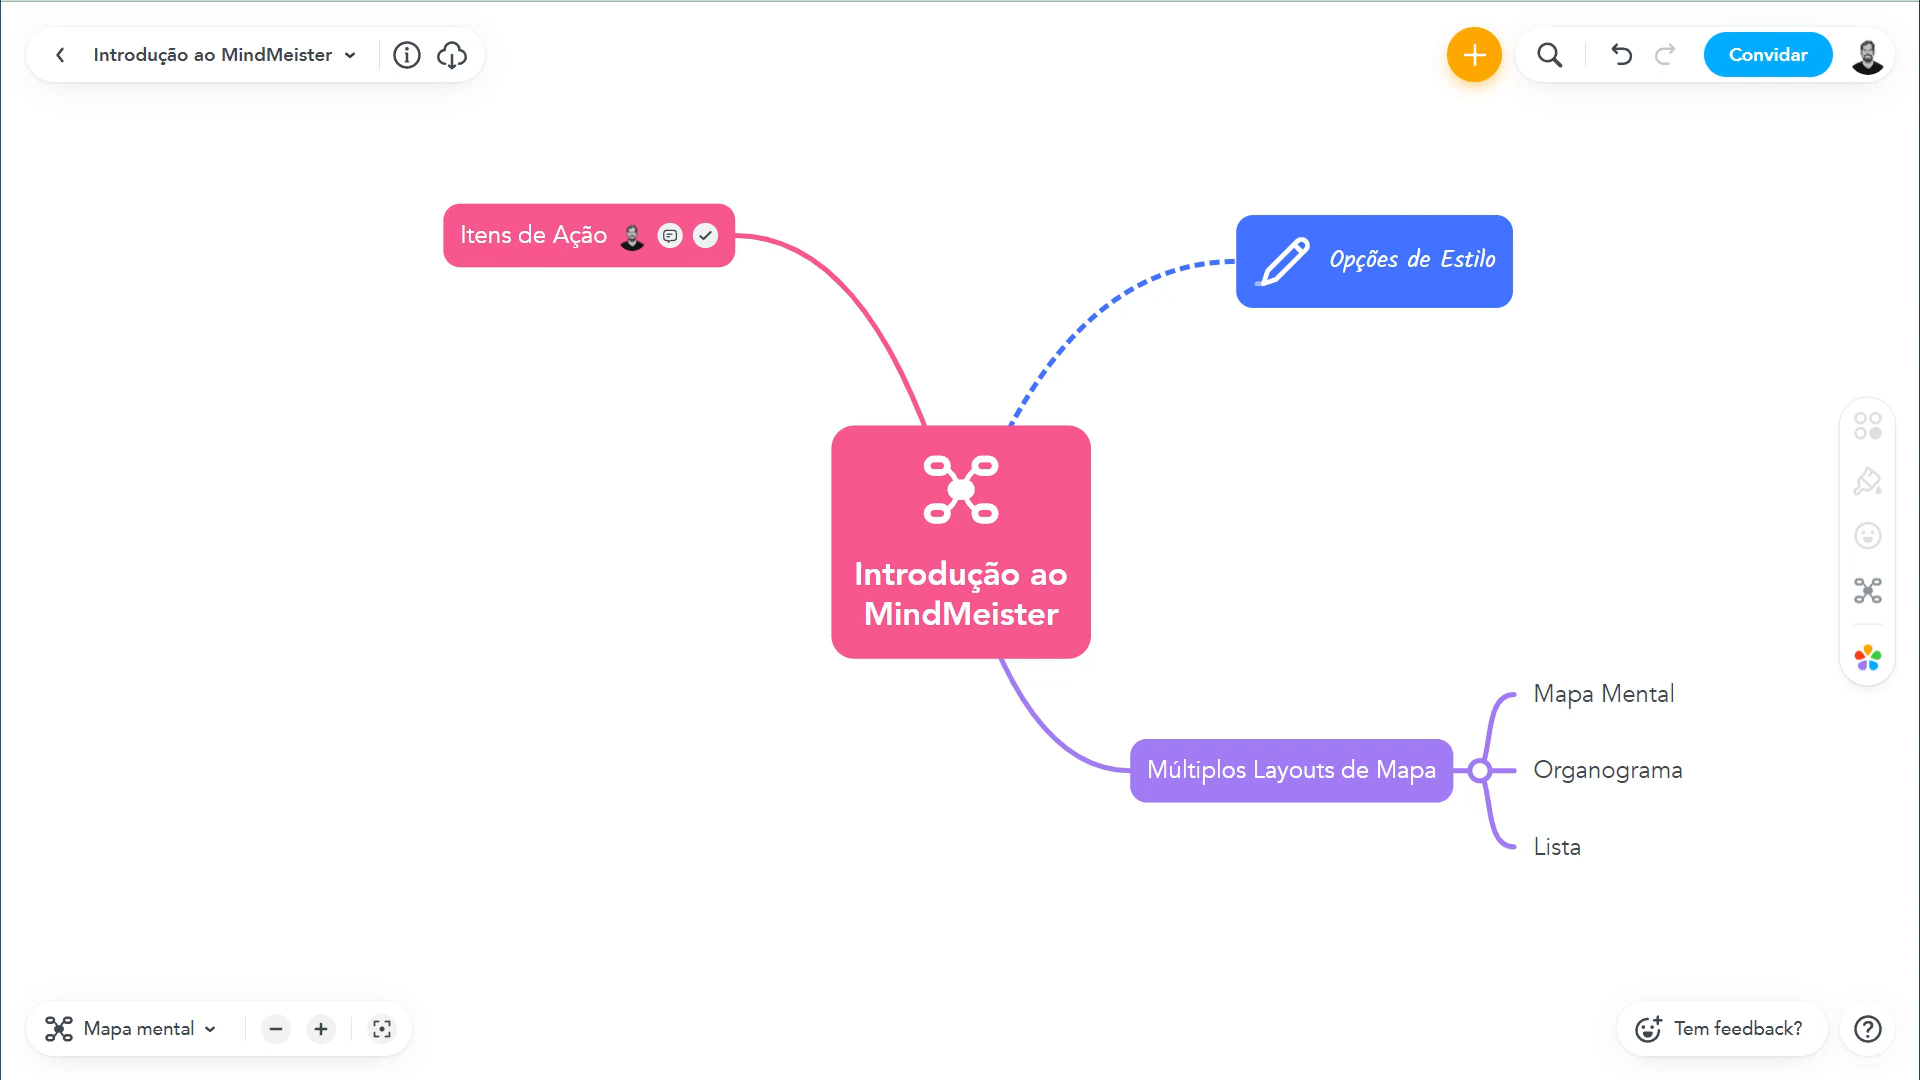 Introdução ao MindMeister
Convidar
Itens de Ação
Opções de Estilo
Introdução ao
MindMeister
Mapa Mental
Múltiplos Layouts de Mapa
Organograma
Lista
Mapa mental
Tem feedback?